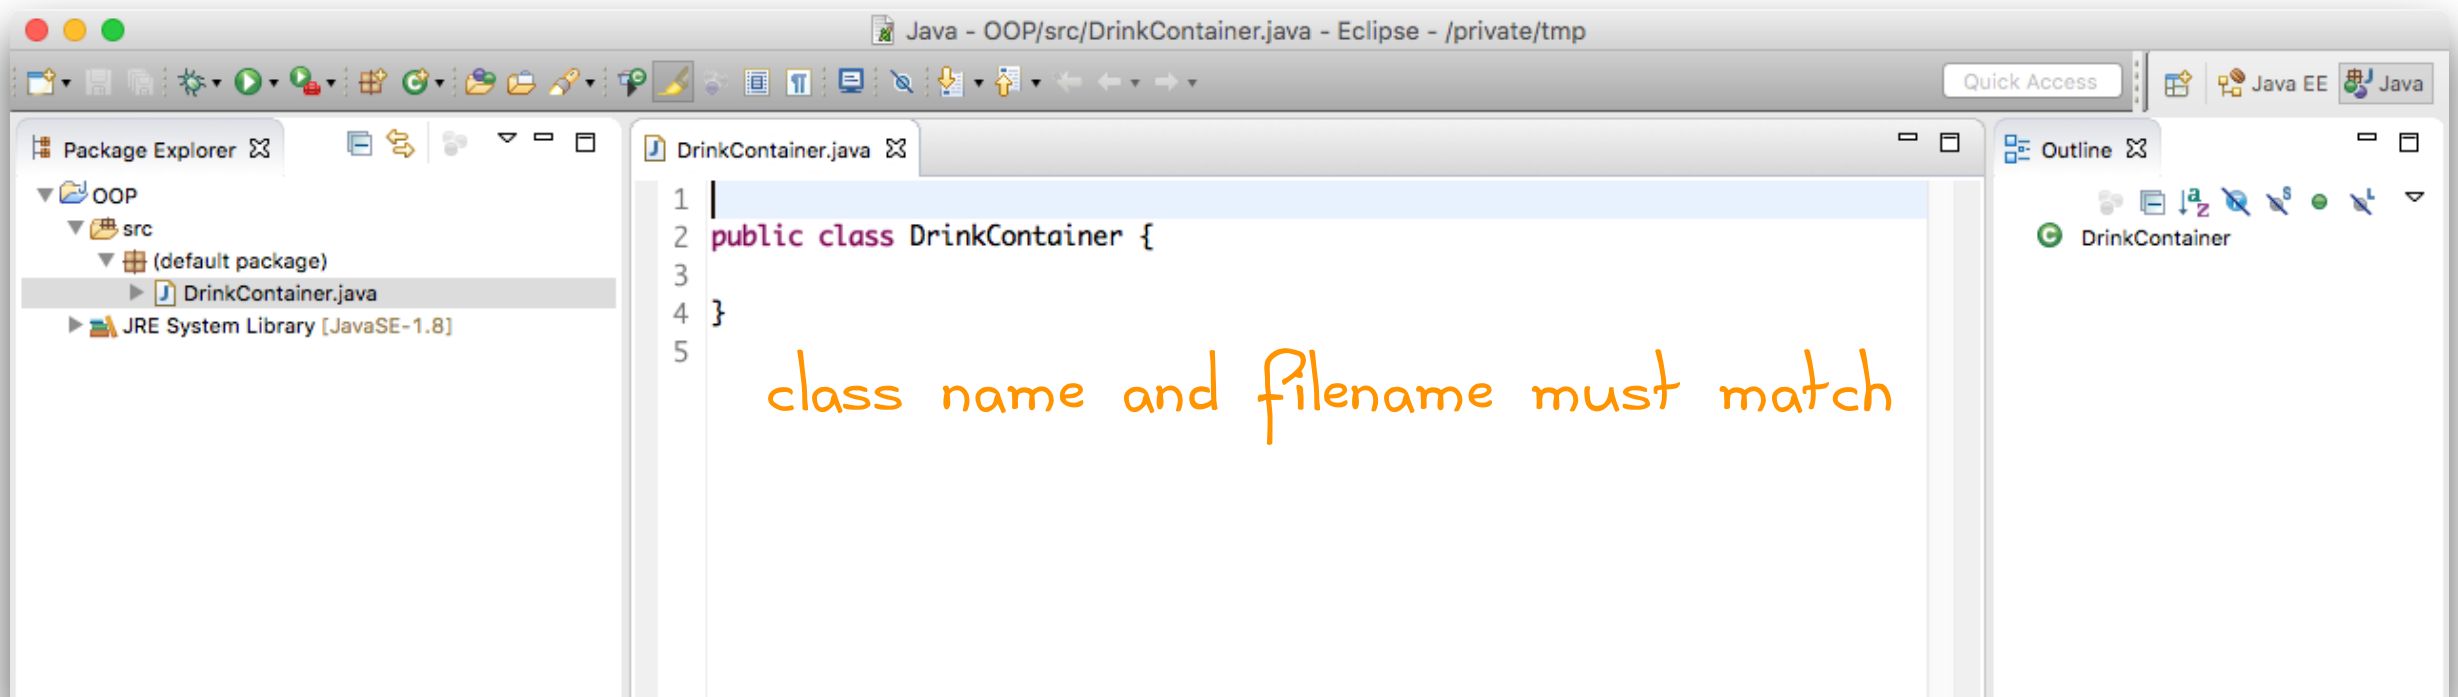 Java - OOP/src/DrinkContainer.java - Eclipse - /private/tmp
Quick Access
Java EE
Java
Package Explorer
OOP
src
(default package)
DrinkContainer.java
JRE System Library [JavaSE-1.8]
DrinkContainer.java
1
2 public class DrinkContainer {
3
4 }
5
class name and filename must match
Outline
DrinkContainer